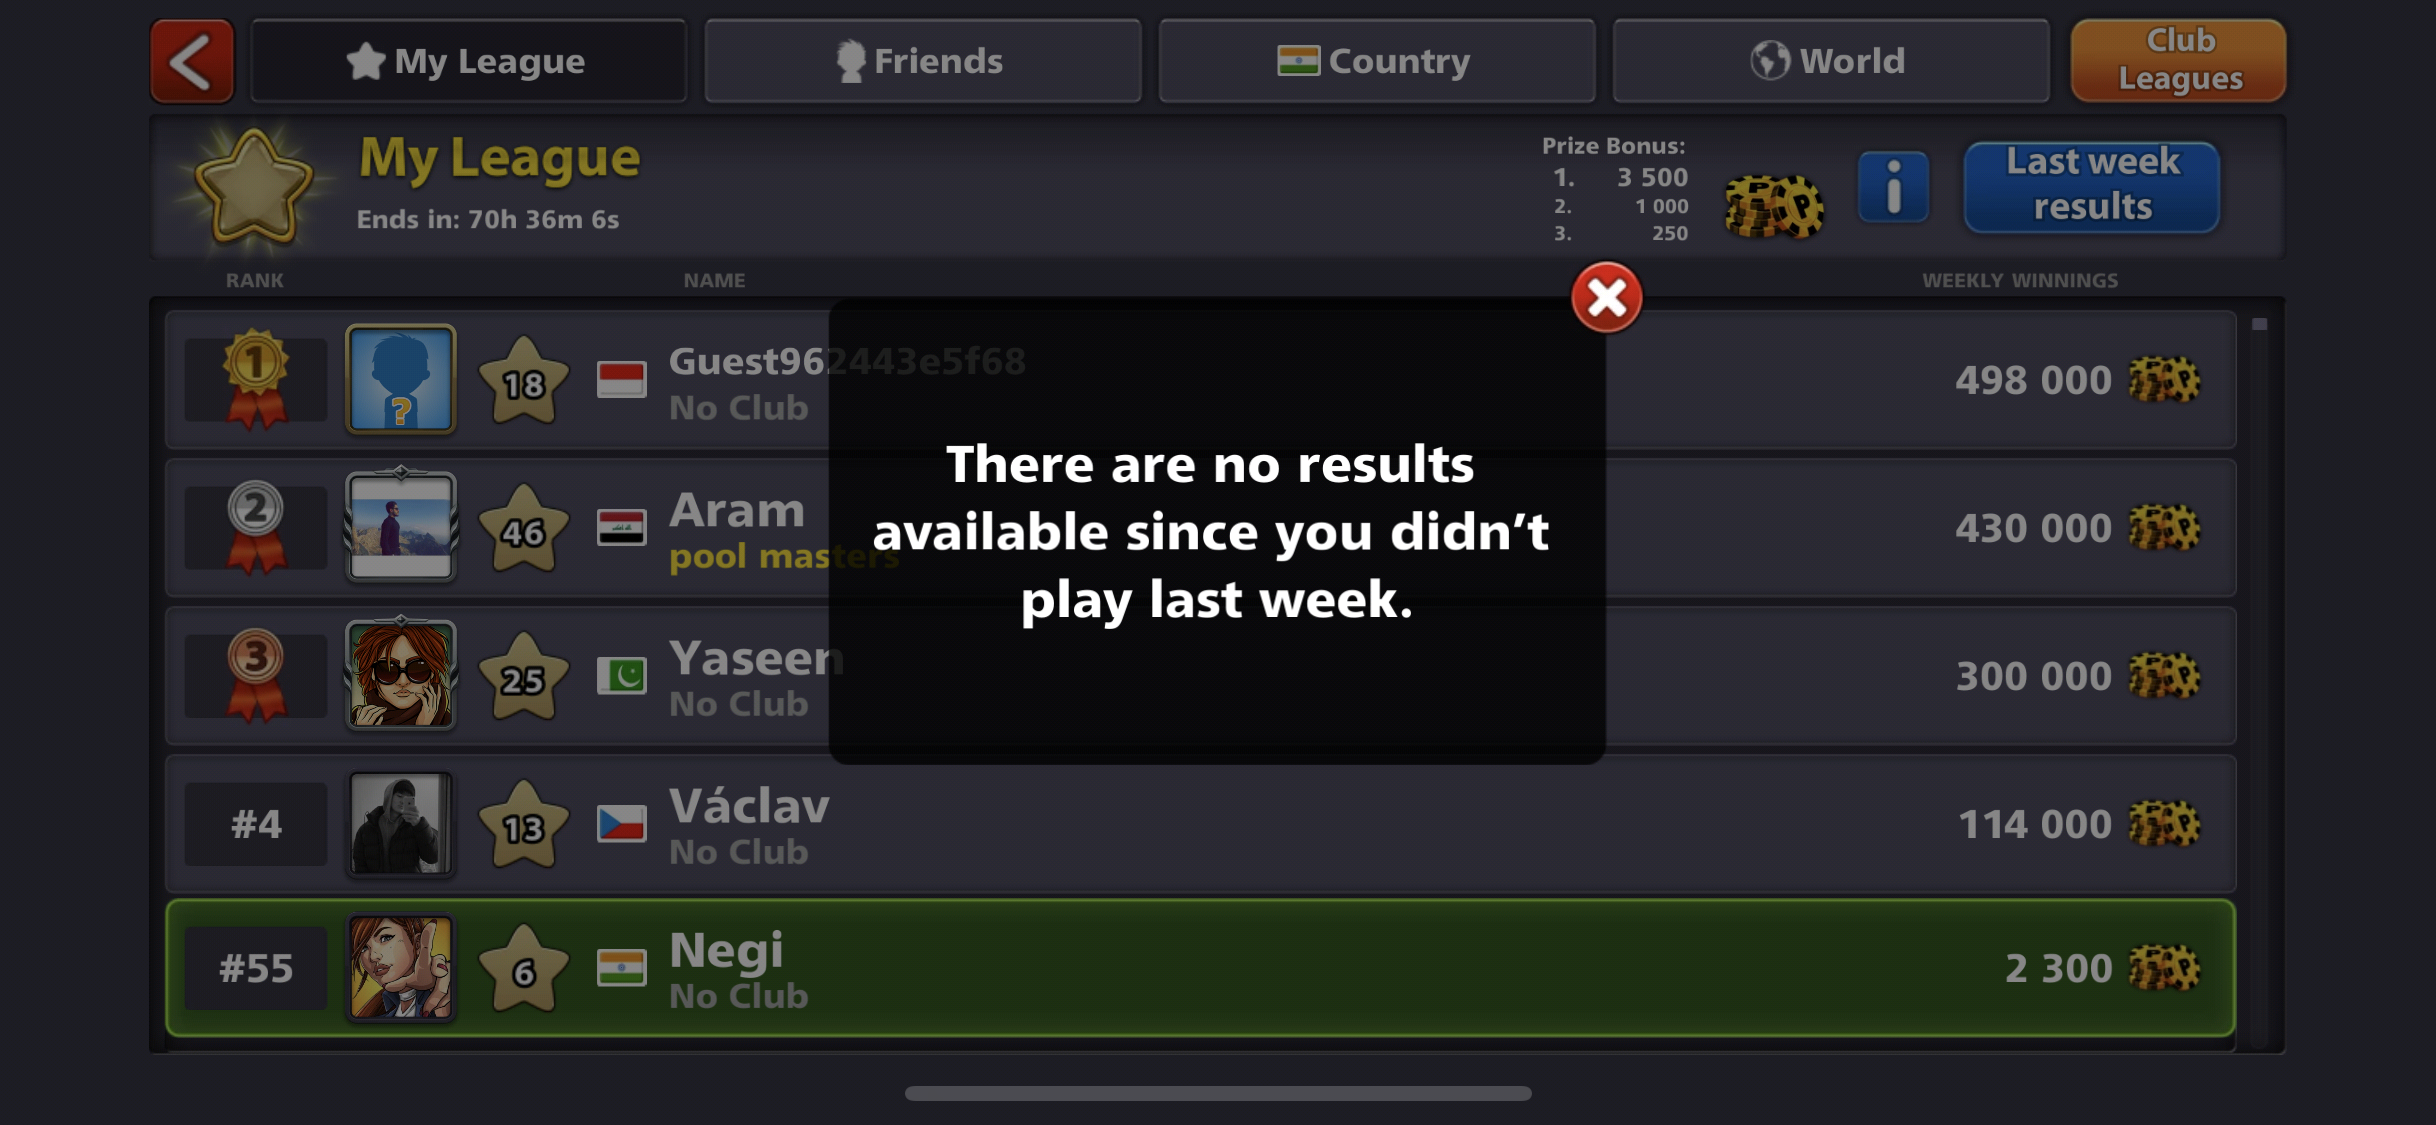 My League
Friends
Country
World
Club
Leagues
My League
Ends in: 70h 36m 6s
Prize Bonus:
1. 3 500
2. 1 000
3. 250
i
Last week
results
RANK
NAME
WEEKLY WINNINGS
1
18
Guest962443e5f68
No Club
498 000
2
46
Aram
pool masters
430 000
3
25
Yaseen
No Club
300 000
#4
13
Václav
No Club
114 000
#55
6
Negi
No Club
2 300
There are no results
available since you didn't
play last week.